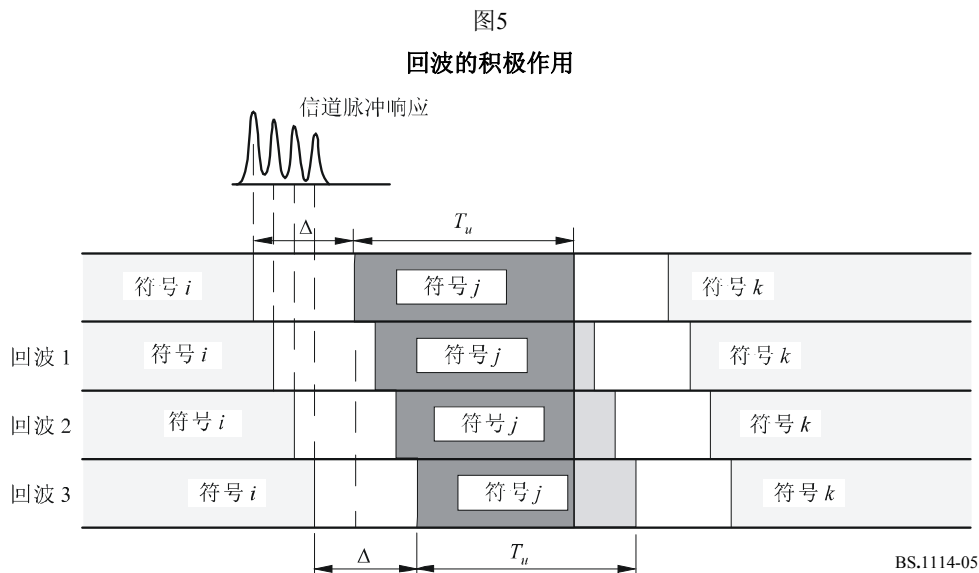 图5
回波的积极作用
信道脉冲响应
Δ
T_u
符号 i
符号 j
符号 k
回波 1
符号 i
符号 j
符号 k
回波 2
符号 i
符号 j
符号 k
回波 3
符号 i
符号 j
符号 k
Δ
T_u
BS.1114-05